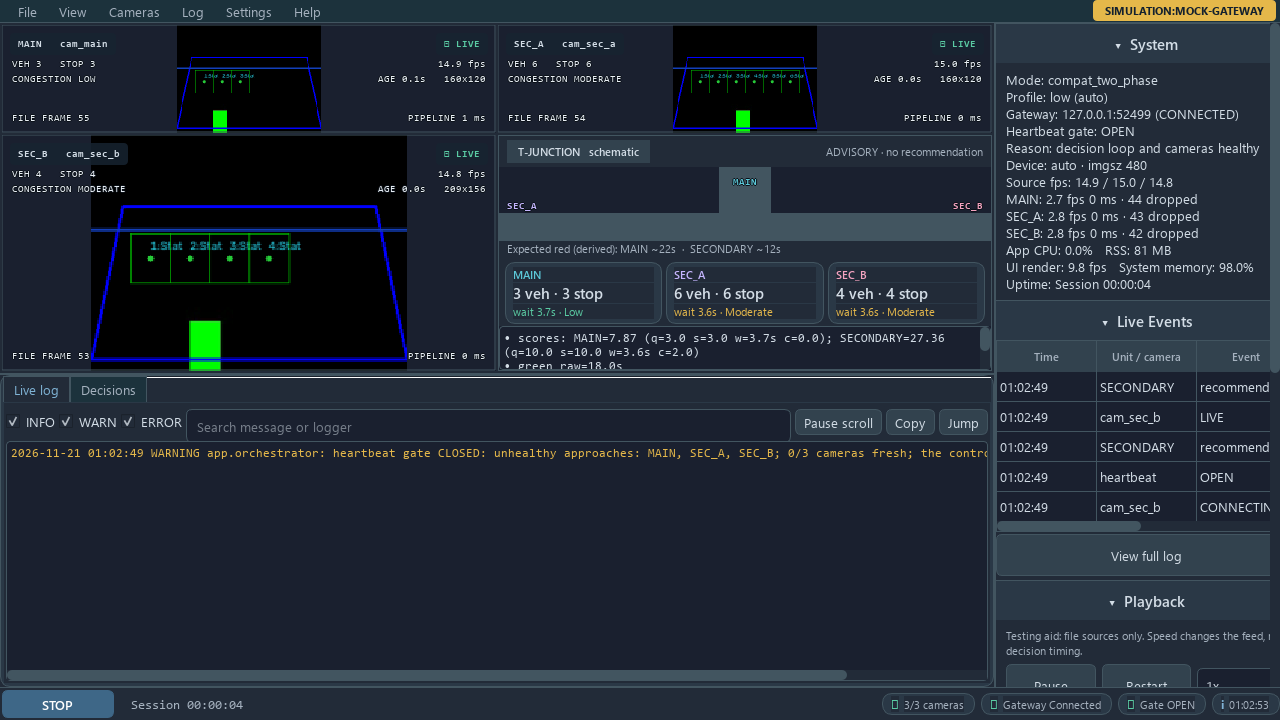 File View Cameras Log Settings Help
SIMULATION:MOCK-GATEWAY
MAIN cam_main LIVE
VEH 3 STOP 3 14.9 fps
CONGESTION LOW AGE 0.1s 160x120
FILE FRAME 55 PIPELINE 1 ms
SEC_A cam_sec_a LIVE
VEH 6 STOP 6 15.0 fps
CONGESTION MODERATE AGE 0.0s 160x120
FILE FRAME 54 PIPELINE 0 ms
SEC_B cam_sec_b LIVE
VEH 4 STOP 4 14.8 fps
CONGESTION MODERATE AGE 0.0s 209x156
1:Stat 2:Stat 3:Stat 4:Stat
FILE FRAME 53 PIPELINE 0 ms
T-JUNCTION schematic ADVISORY · no recommendation
MAIN
SEC_A SEC_B
Expected red (derived): MAIN ~22s · SECONDARY ~12s
MAIN
3 veh · 3 stop
wait 3.7s · Low
SEC_A
6 veh · 6 stop
wait 3.6s · Moderate
SEC_B
4 veh · 4 stop
wait 3.6s · Moderate
• scores: MAIN=7.87 (q=3.0 s=3.0 w=3.7s c=0.0); SECONDARY=27.36
(q=10.0 s=10.0 w=3.6s c=2.0)
• green raw=18.0s
▾ System
Mode: compat_two_phase
Profile: low (auto)
Gateway: 127.0.0.1:52499 (CONNECTED)
Heartbeat gate: OPEN
Reason: decision loop and cameras healthy
Device: auto · imgsz 480
Source fps: 14.9 / 15.0 / 14.8
MAIN: 2.7 fps 0 ms · 44 dropped
SEC_A: 2.8 fps 0 ms · 43 dropped
SEC_B: 2.8 fps 0 ms · 42 dropped
App CPU: 0.0% RSS: 81 MB
UI render: 9.8 fps System memory: 98.0%
Uptime: Session 00:00:04
▾ Live Events
Time Unit / camera Event
01:02:49 SECONDARY recommend
01:02:49 cam_sec_b LIVE
01:02:49 SECONDARY recommend
01:02:49 heartbeat OPEN
01:02:49 cam_sec_b CONNECTIN
View full log
▾ Playback
Testing aid: file sources only. Speed changes the feed,
decision timing.
Pause Restart 1x
Live log Decisions
✓ INFO ✓ WARN ✓ ERROR Search message or logger Pause scroll Copy Jump
2026-11-21 01:02:49 WARNING app.orchestrator: heartbeat gate CLOSED: unhealthy approaches: MAIN, SEC_A, SEC_B; 0/3 cameras fresh; the contro
STOP Session 00:00:04 3/3 cameras Gateway Connected Gate OPEN i 01:02:53